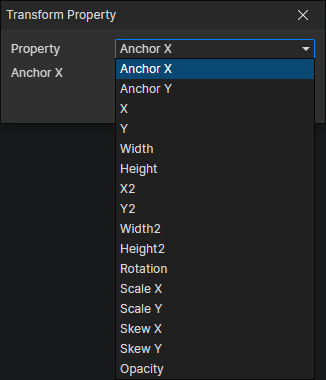 Transform Property
Property
Anchor X
Anchor X
Anchor X
Anchor Y
X
Y
Width
Height
X2
Y2
Width2
Height2
Rotation
Scale X
Scale Y
Skew X
Skew Y
Opacity